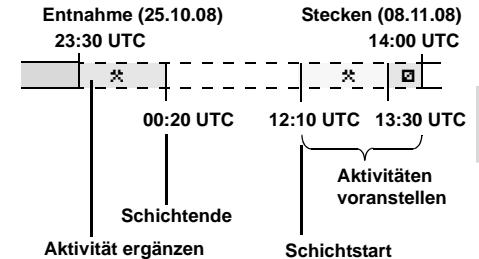 Entnahme (25.10.08) Stecken (08.11.08)
23:30 UTC 14:00 UTC
00:20 UTC 12:10 UTC 13:30 UTC
Aktivitäten
voranstellen
Schichtende
Aktivität ergänzen Schichtstart